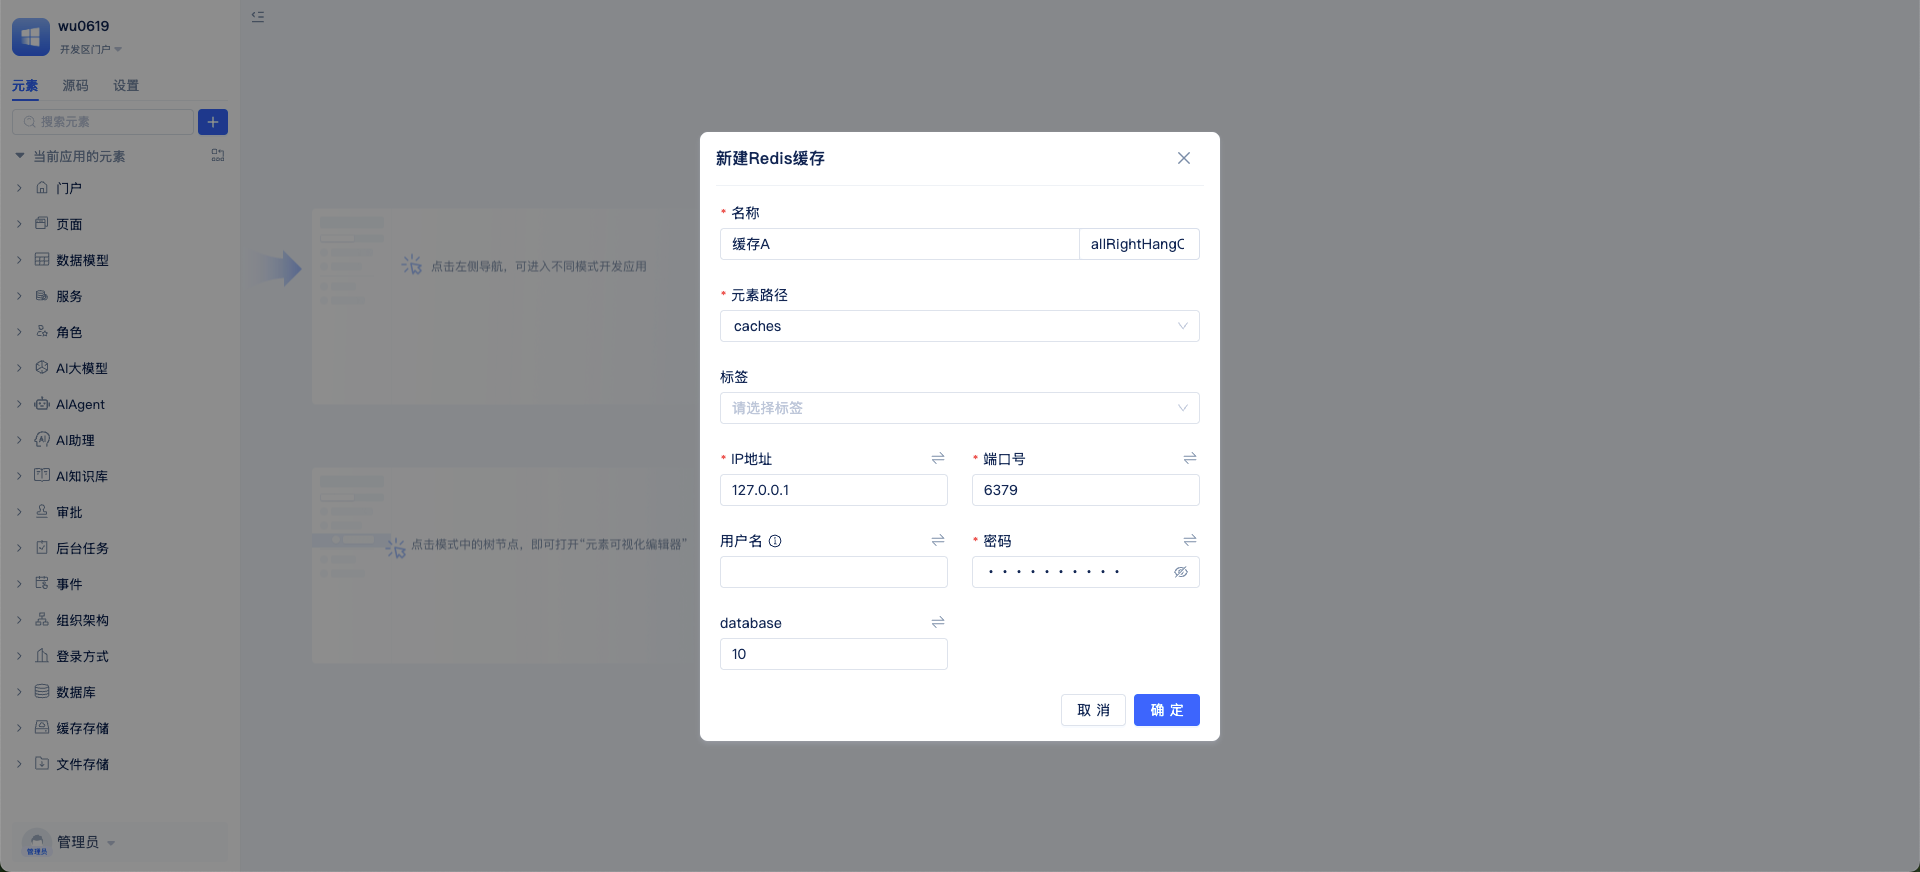 wu0619
开发区门户
元素 源码 设置
搜索元素
当前应用的元素
门户
页面
数据模型
服务
角色
AI大模型
AIAgent
AI助理
AI知识库
审批
后台任务
事件
组织架构
登录方式
数据库
缓存存储
文件存储
管理员
管理员
点击左侧导航，可进入不同模式开发应用
点击模式中的树节点，即可打开“元素可视化编辑器”
新建Redis缓存
* 名称
缓存A allRightHangC
* 元素路径
caches
标签
请选择标签
* IP地址 * 端口号
127.0.0.1 6379
用户名 * 密码
database
10
取 消 确 定